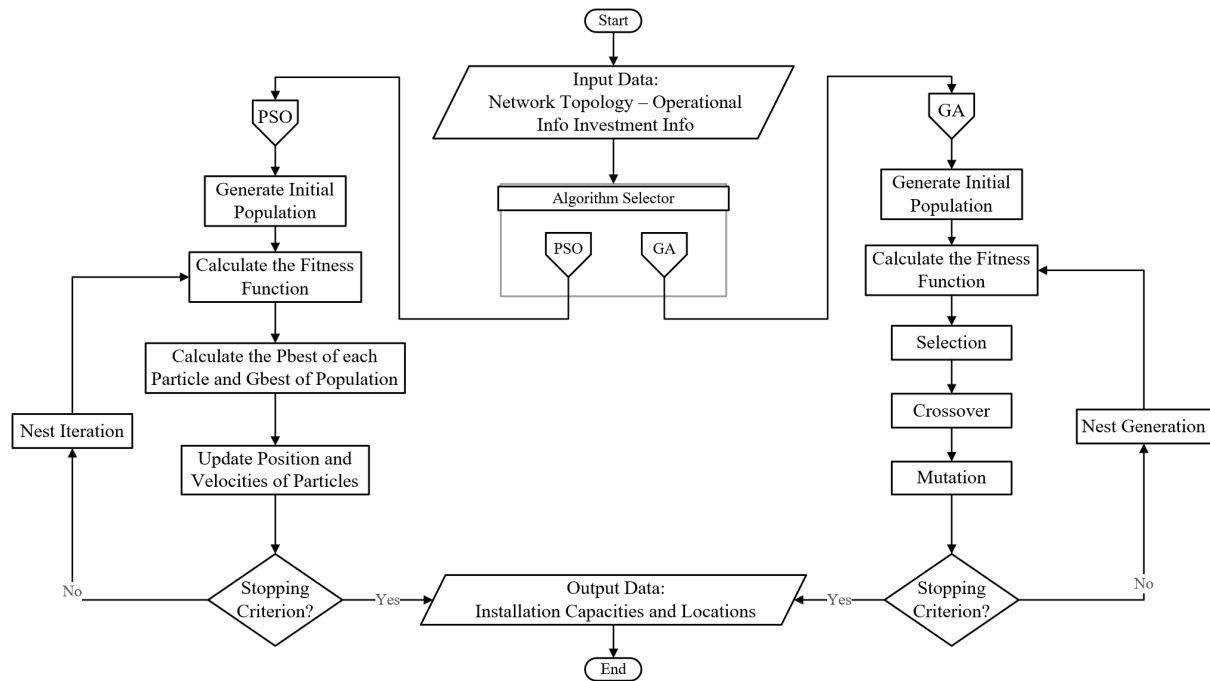 Start
Input Data:
Network Topology – Operational
Info Investment Info
Algorithm Selector
PSO
GA
PSO
Generate Initial
Population
Calculate the Fitness
Function
Calculate the Pbest of each
Particle and Gbest of Population
Update Position and
Velocities of Particles
Nest Iteration
Stopping
Criterion?
No
Yes
GA
Generate Initial
Population
Calculate the Fitness
Function
Selection
Crossover
Mutation
Nest Generation
Stopping
Criterion?
No
Yes
Output Data:
Installation Capacities and Locations
End